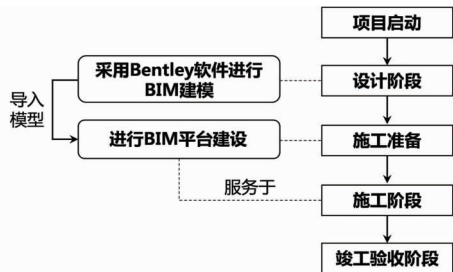 项目启动
采用Bentley软件进行
BIM建模
设计阶段
导入
模型
进行BIM平台建设
施工准备
服务于
施工阶段
竣工验收阶段